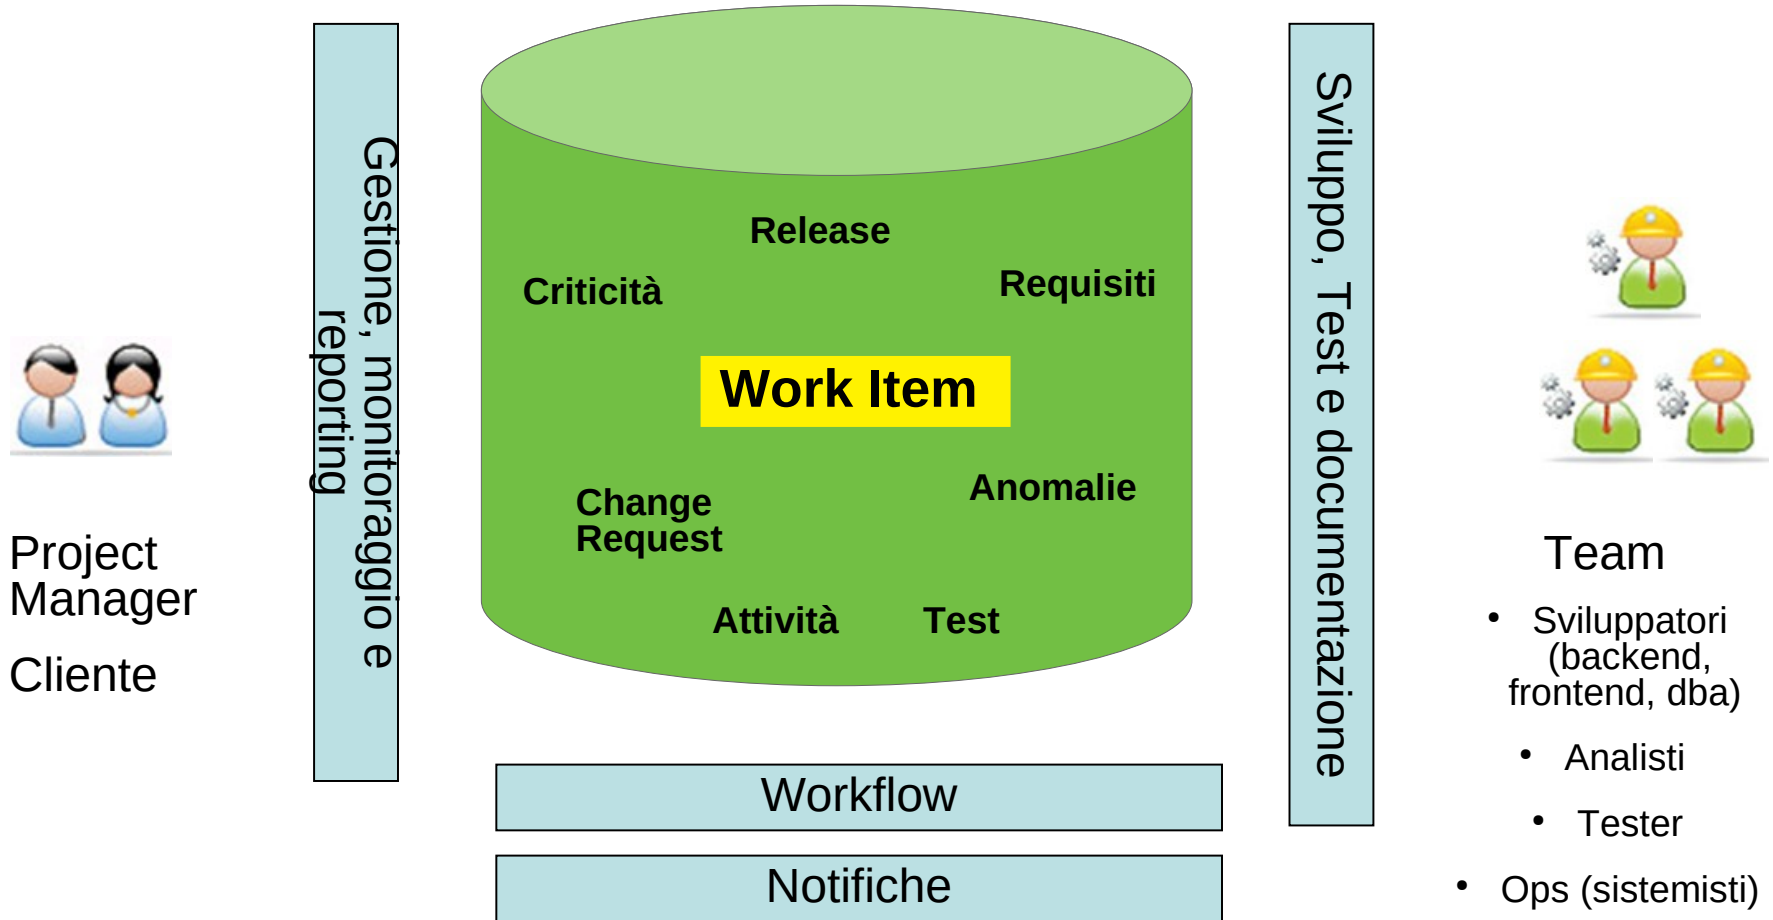 Gestione, monitoraggio e
reporting
Project
Manager
Cliente
Release
Criticità
Requisiti
Work Item
Change
Request
Anomalie
Attività
Test
Workflow
Notifiche
Sviluppo, Test e documentazione
Team
• Sviluppatori
(backend,
frontend, dba)
• Analisti
• Tester
• Ops (sistemisti)